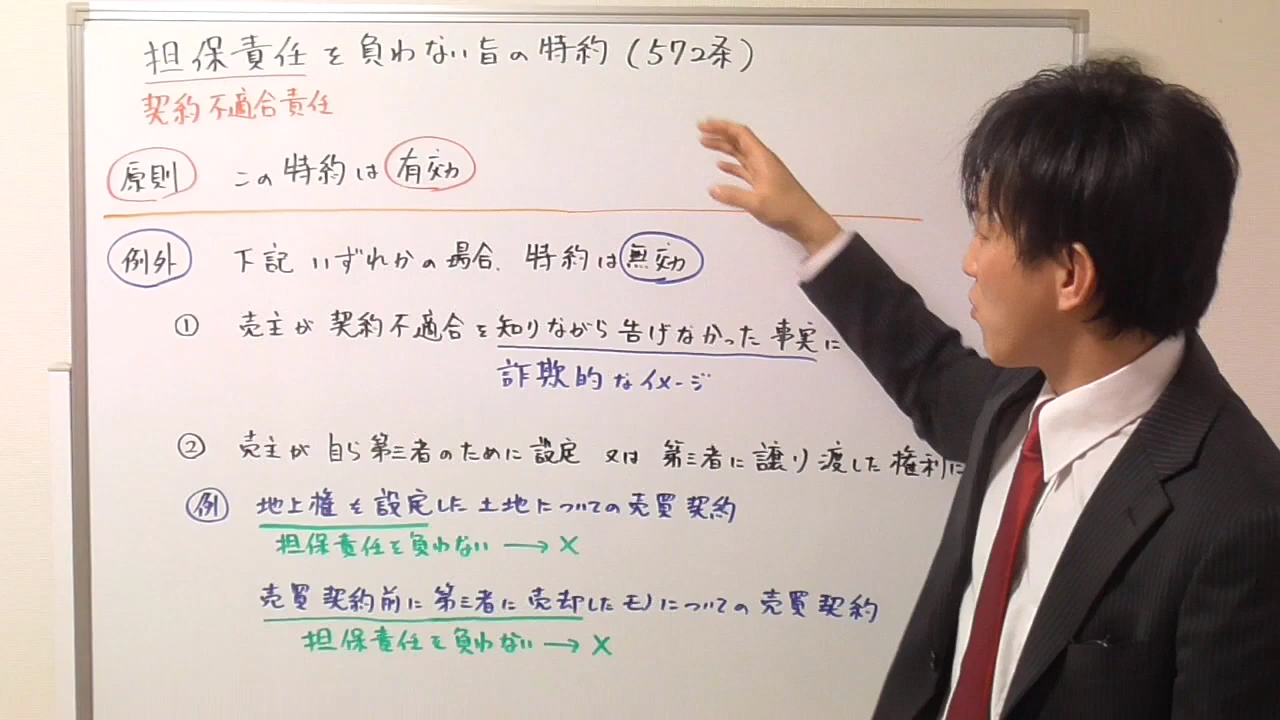 担保責任を負わない旨の特約(572条)
契約不適合責任
原則 この特約は有効
例外 下記いずれかの場合、特約は無効
① 売主が契約不適合を知りながら告げなかった事実に
詐欺的なイメージ
② 売主が自ら第三者のために設定又は第三者に譲り渡した権利に
例 地上権を設定した土地についての売買契約
担保責任を負わない→×
売買契約前に第三者に売却したモノについての売買契約
担保責任を負わない→×